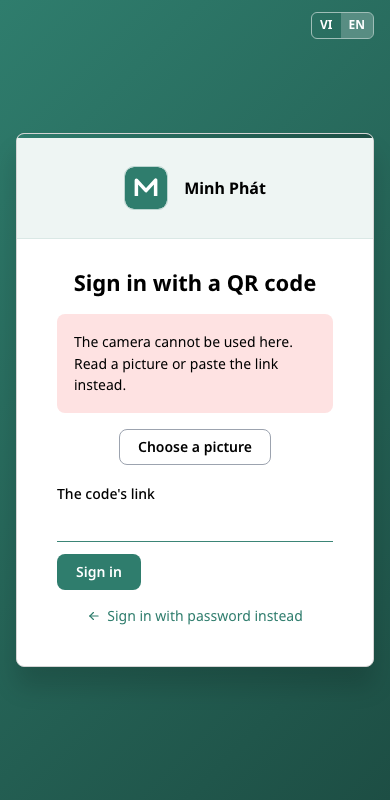 VI EN
Minh Phát
Sign in with a QR code
The camera cannot be used here.
Read a picture or paste the link
instead.
Choose a picture
The code's link
Sign in
← Sign in with password instead